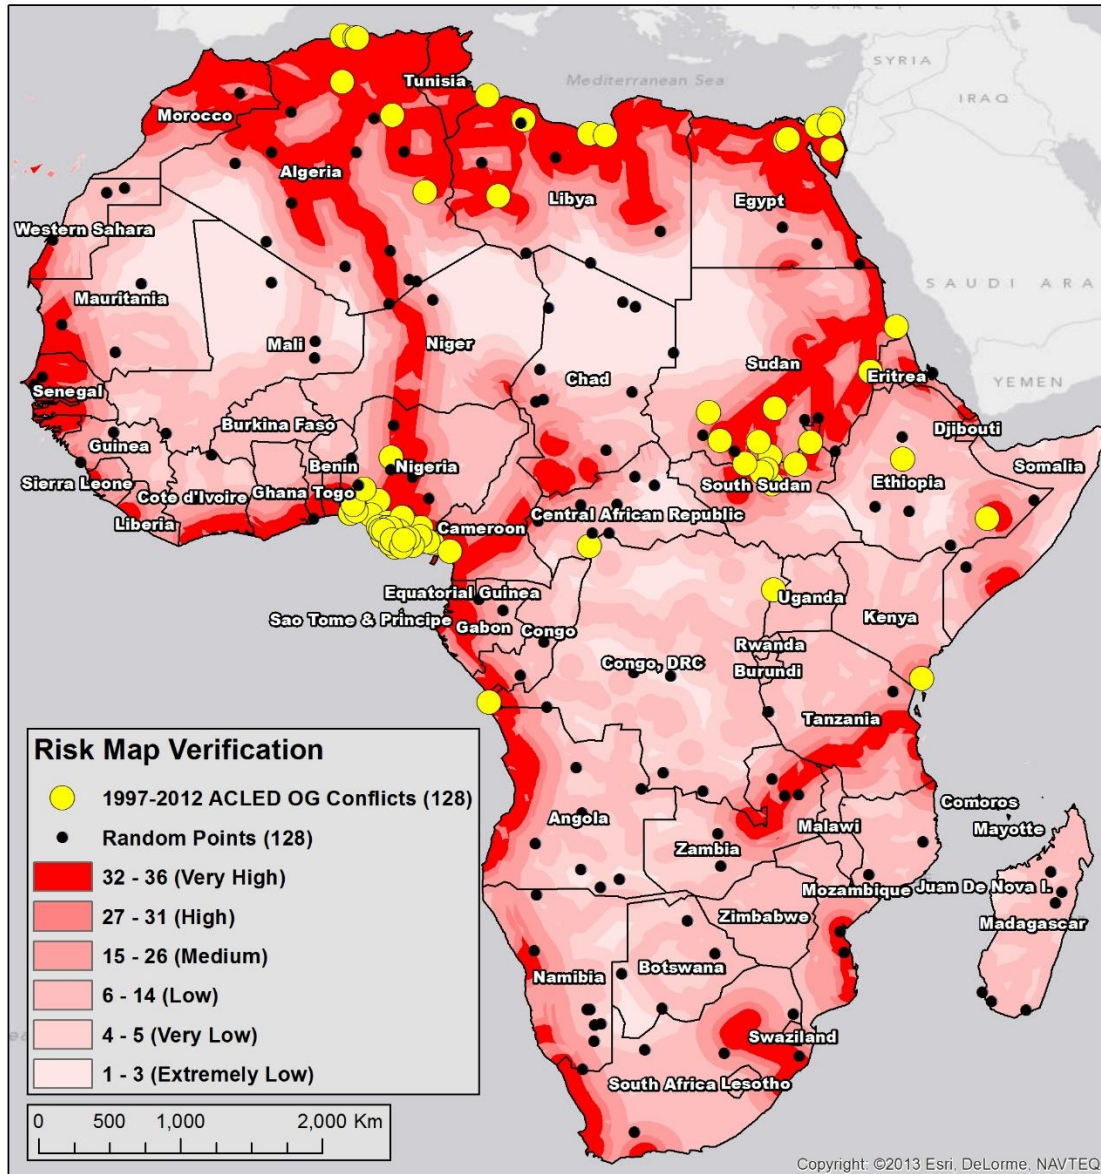 TURKEY
SYRIA
IRAQ
Mediterranean Sea
Tunisia
Morocco
Algeria
Libya
Egypt
Western Sahara
SAUDI ARA
Mauritania
Mali
Niger
Chad
Sudan
Eritrea
YEMEN
Senegal
Burkina Faso
Djibouti
Guinea
Benin
Nigeria
Somalia
Sierra Leone
Cote d'Ivoire
Ghana Togo
South Sudan
Ethiopia
Liberia
Cameroon
Central African Republic
Equatorial Guinea
Uganda
Sao Tome & Principe
Gabon
Congo
Kenya
Rwanda
Congo, DRC
Burundi
Tanzania
Risk Map Verification
1997-2012 ACLED OG Conflicts (128)
Random Points (128)
32 - 36 (Very High)
27 - 31 (High)
15 - 26 (Medium)
6 - 14 (Low)
4 - 5 (Very Low)
1 - 3 (Extremely Low)
Angola
Comoros
Mayotte
Malawi
Zambia
Mozambique
Juan De Nova I.
Zimbabwe
Madagascar
Namibia
Botswana
Swaziland
South Africa
Lesotho
0 500 1,000 2,000 Km
Copyright: ©2013 Esri, DeLorme, NAVTEQ